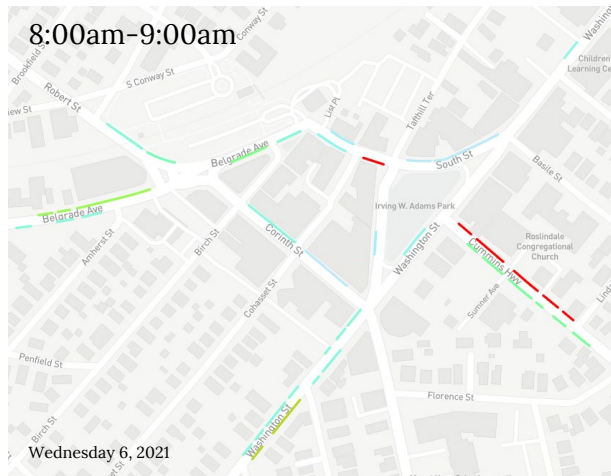 8:00am-9:00am
Brookfield St
S Conway St
Robert St
View St
List Pl
Tafthill Ter
Washington
Children
Learning Ce
Belgrade Ave
South St
Basile St
Belgrade Ave
Irving W. Adams Park
Amherst St
Birch St
Corinth St
Washington St
Roslindale
Congregational
Church
Cummins Hwy
Cohasset St
Sumner Ave
Lind
Penfield St
Florence St
Birch St
Washington St
Wednesday 6, 2021